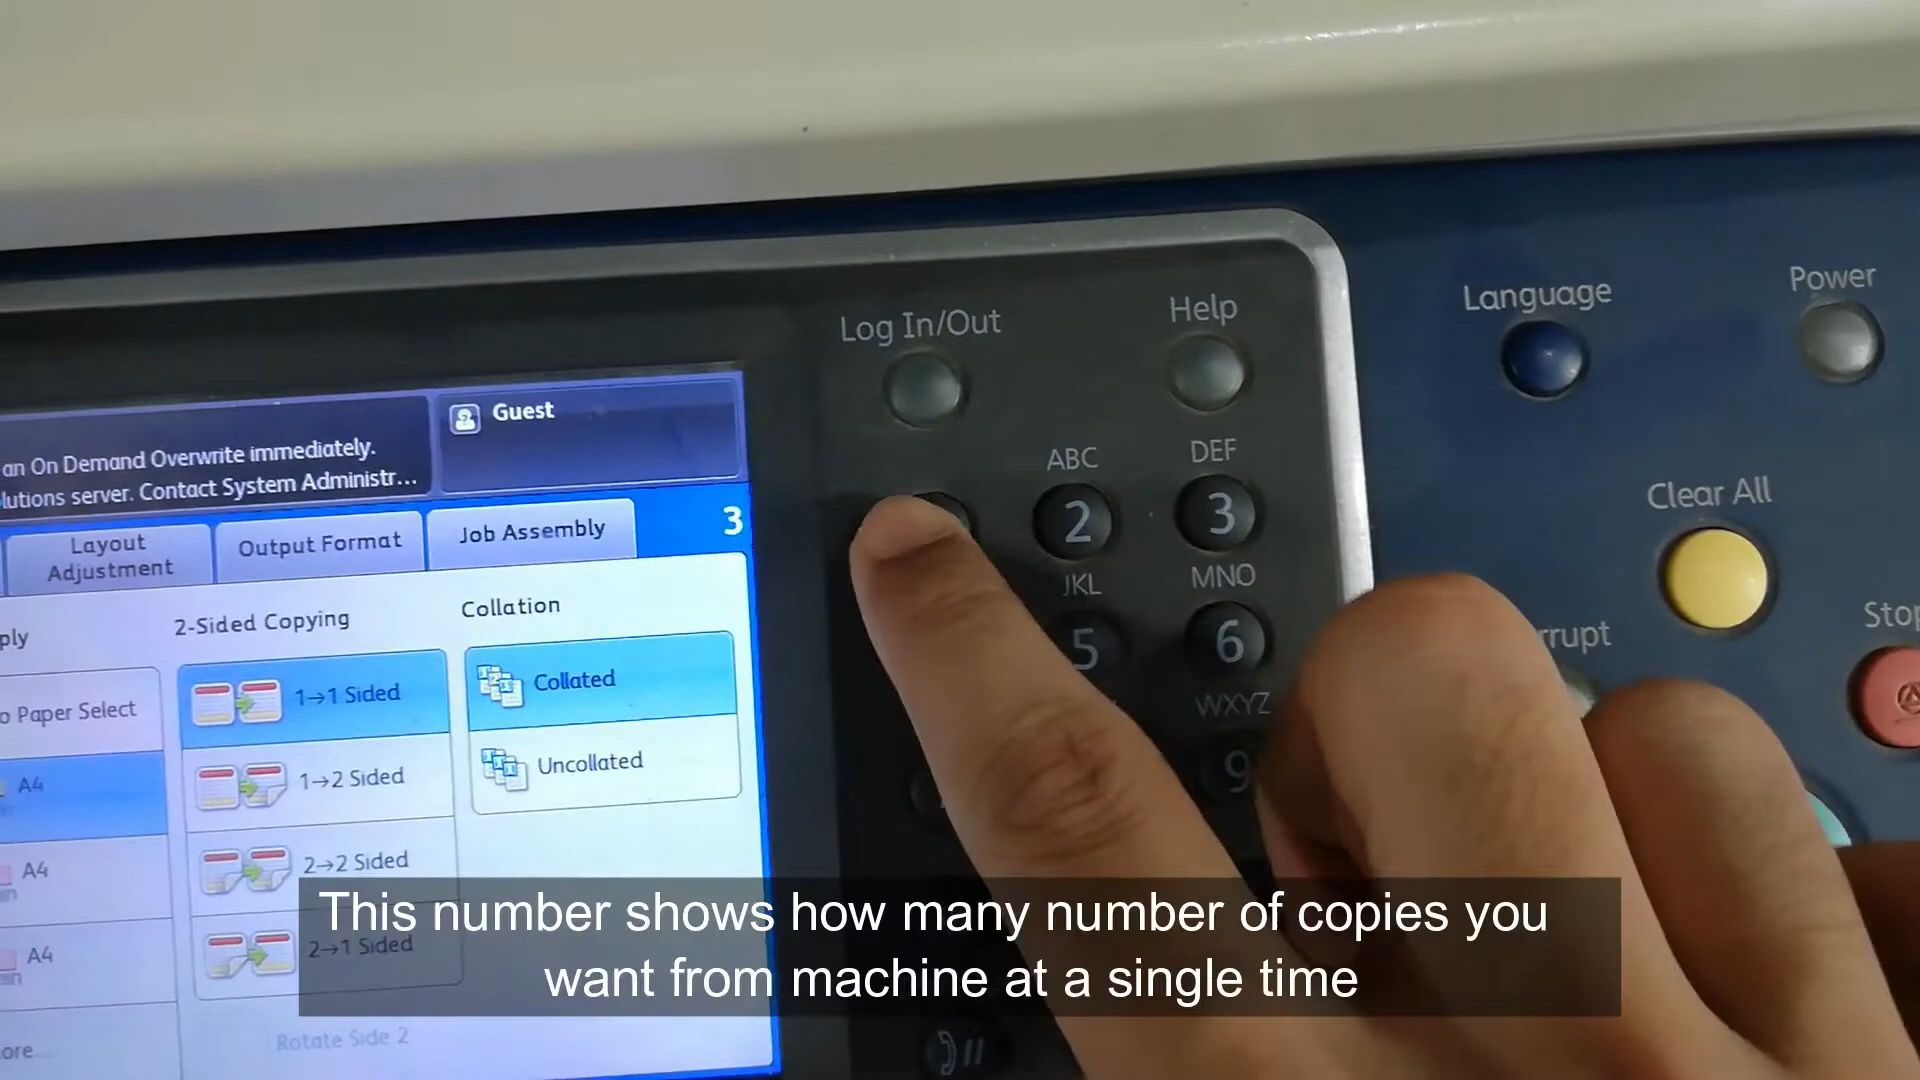 Log In/Out
Help
Language
Power
Guest
an On Demand Overwrite immediately.
lutions server. Contact System Administr...
ABC
DEF
2
3
Clear All
Layout
Adjustment
Output Format
Job Assembly
3
JKL
MNO
5
6
Stop
rrupt
ply
2-Sided Copying
Collation
o Paper Select
1→1 Sided
Collated
WXYZ
9
A4
1→2 Sided
Uncollated
A4
2→2 Sided
A4
2→1 Sided
This number shows how many number of copies you
want from machine at a single time
ore...
Rotate Side 2